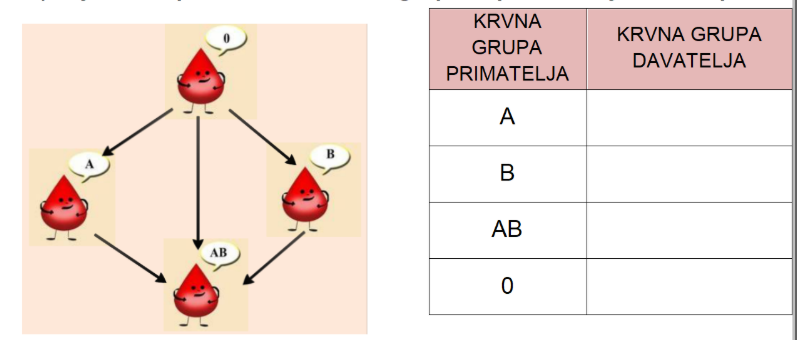 0
A
B
AB
KRVNA
GRUPA
PRIMATELJA
KRVNA GRUPA
DAVATELJA
A
B
AB
0